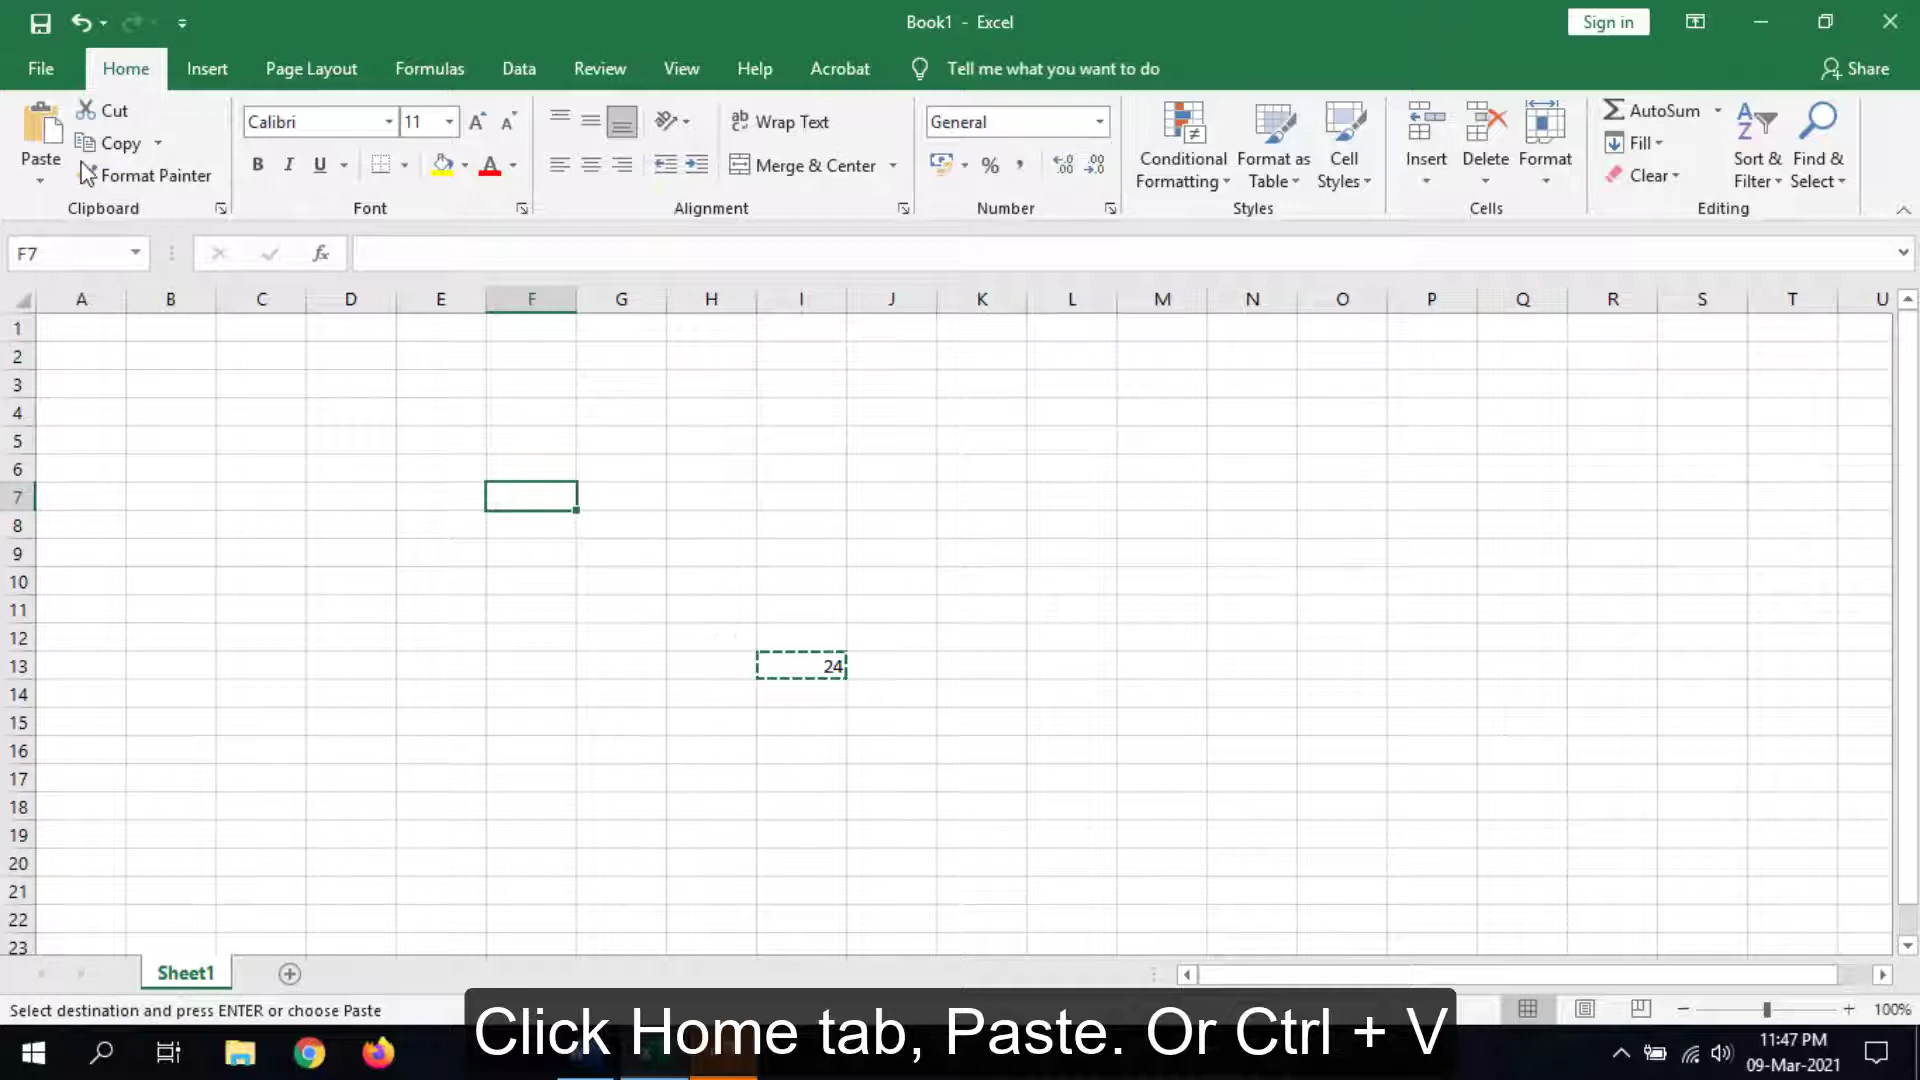 Book1 - Excel
Sign in
File Home Insert Page Layout Formulas Data Review View Help Acrobat Tell me what you want to do Share
Paste
Cut
Copy
Format Painter
Clipboard
Calibri 11
B I U A
Font
Wrap Text
Merge & Center
Alignment
General
% ,
Number
Conditional Formatting
Format as Table
Cell Styles
Styles
Insert Delete Format
Cells
AutoSum
Fill
Clear
Sort & Filter
Find & Select
Editing
F7 fx
A B C D E F G H I J K L M N O P Q R S T U
1
2
3
4
5
6
7
8
9
10
11
12
13 24
14
15
16
17
18
19
20
21
22
23
Sheet1
Select destination and press ENTER or choose Paste
100%
Click Home tab, Paste. Or Ctrl + V
11:47 PM
09-Mar-2021